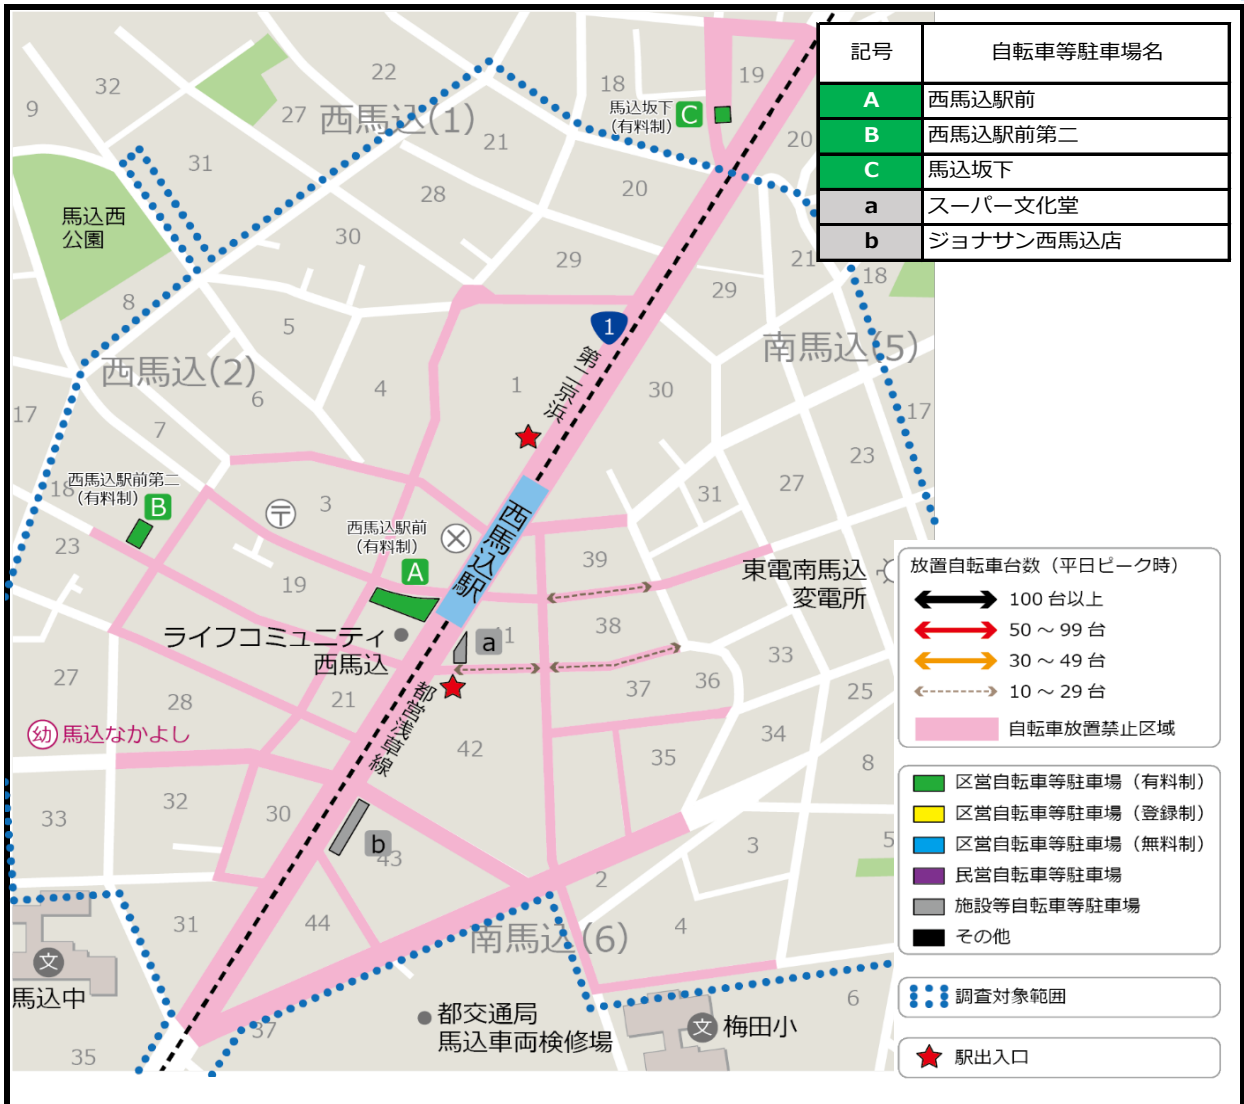 記号
自転車等駐車場名
A
西馬込駅前
B
西馬込駅前第二
C
馬込坂下
a
スーパー文化堂
b
ジョナサン西馬込店
22
32
9
27
西馬込(1)
21
18
馬込坂下
(有料制)
C
19
20
31
28
20
馬込西
公園
30
29
21
18
29
8
5
1
第二京浜
南馬込(5)
西馬込(2)
6
4
1
30
17
7
17
23
西馬込駅前第二
(有料制)
B
18
27
31
3
〒
西馬込駅前
(有料制)
A
西馬込駅
23
39
19
東電南馬込
変電所
38
ライフコミュニティ
西馬込
a
41
33
27
28
21
37
36
25
都営浅草線
幼
馬込なかよし
42
34
35
8
32
33
30
b
43
3
5
2
31
44
南馬込(6)
4
文
馬込中
都交通局
馬込車両検修場
文
梅田小
6
37
35
放置自転車台数（平日ピーク時）
100 台以上
50 ～ 99 台
30 ～ 49 台
10 ～ 29 台
自転車放置禁止区域
区営自転車等駐車場（有料制）
区営自転車等駐車場（登録制）
区営自転車等駐車場（無料制）
民営自転車等駐車場
施設等自転車等駐車場
その他
調査対象範囲
駅出入口